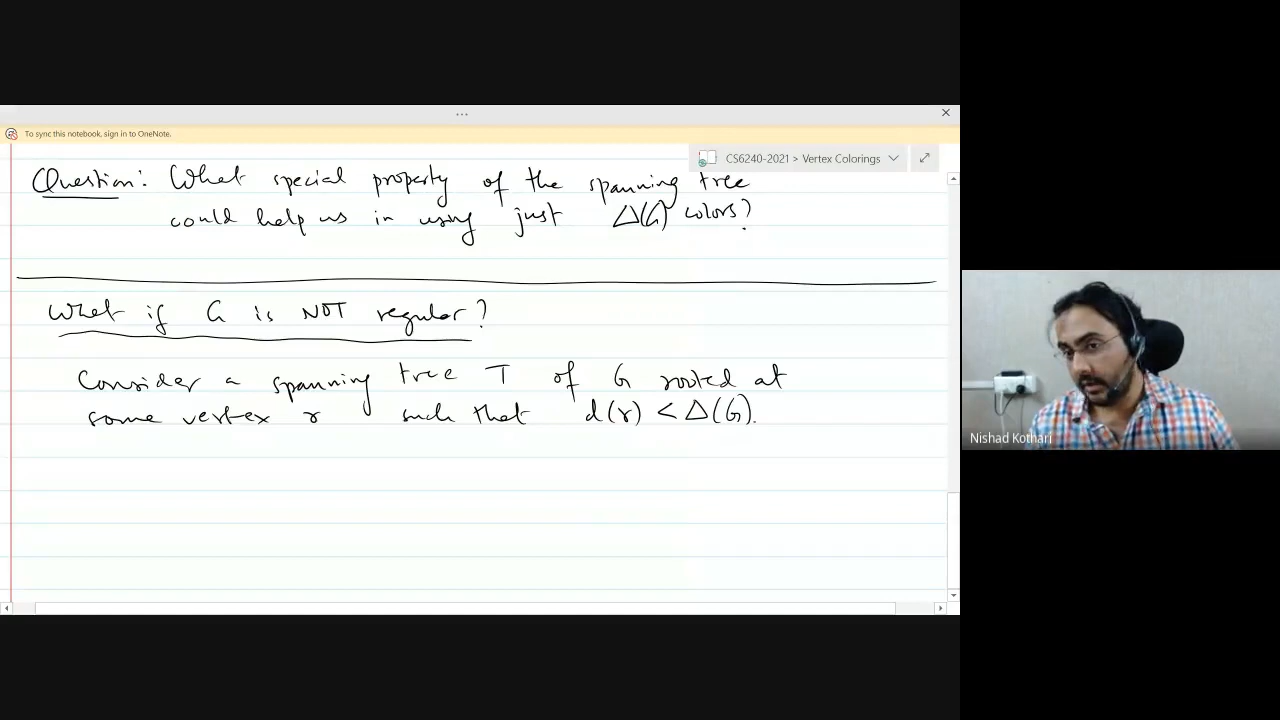 To sync this notebook, sign in to OneNote.
CS6240-2021 > Vertex Colorings
Question: What special property of the spanning tree
could help us in using just Δ(G) colors?
What if G is NOT regular?
Consider a spanning tree T of G rooted at
some vertex r such that d(r) < Δ(G).
Nishad Kothari